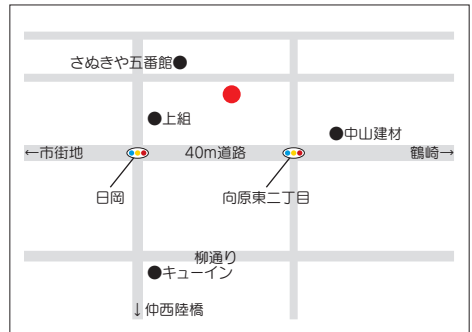 さぬきや五番館●
●上組
●中山建材
←市街地
40m道路
鶴崎→
日岡
向原東二丁目
柳通り
●キューイン
↓仲西陸橋